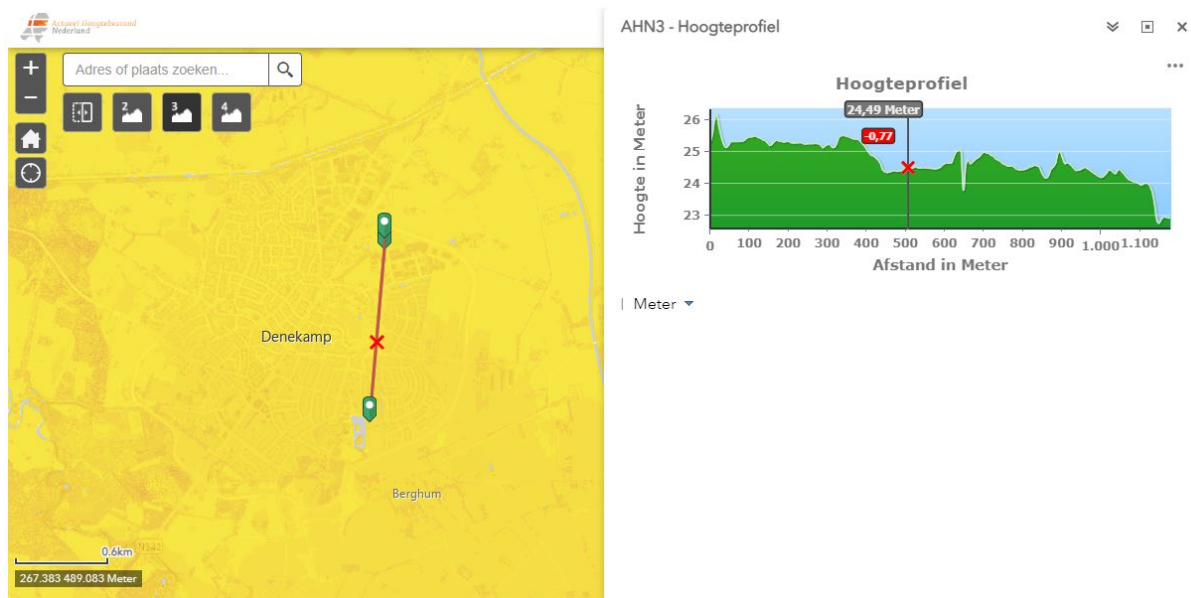 Actueel Hoogtebestand
Nederland
Adres of plaats zoeken...
2
3
4
Denekamp
Berghum
N342
0.6km
267.383 489.083 Meter
AHN3 - Hoogteprofiel
Hoogteprofiel
24,49 Meter
-0,77
Hoogte in Meter
26
25
24
23
0 100 200 300 400 500 600 700 800 900 1.000 1.100
Afstand in Meter
| Meter